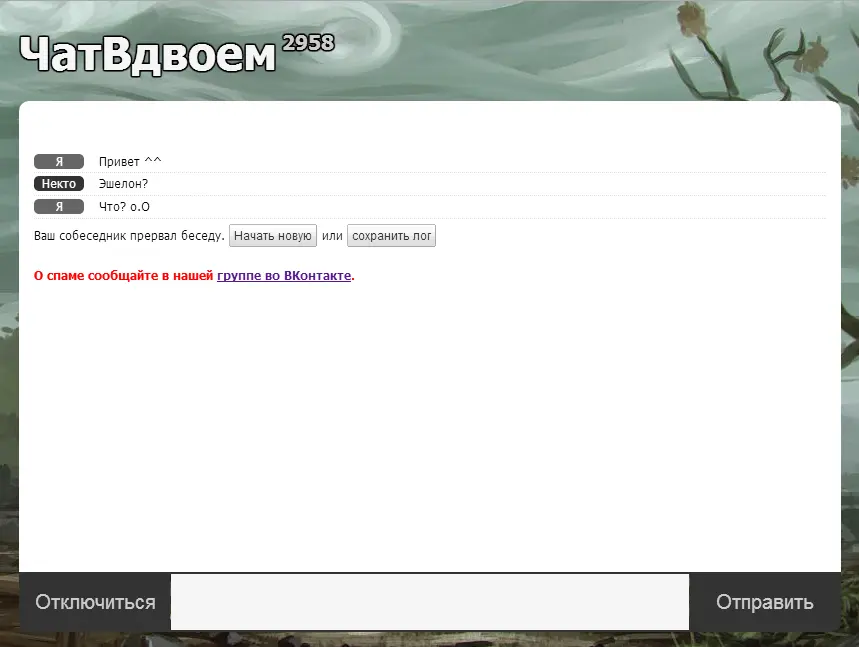 ЧатВдвоем 2958
Я Привет ^^
Некто Эшелон?
Я Что? о.О
Ваш собеседник прервал беседу. Начать новую или сохранить лог
О спаме сообщайте в нашей группе во ВКонтакте.
Отключиться Отправить